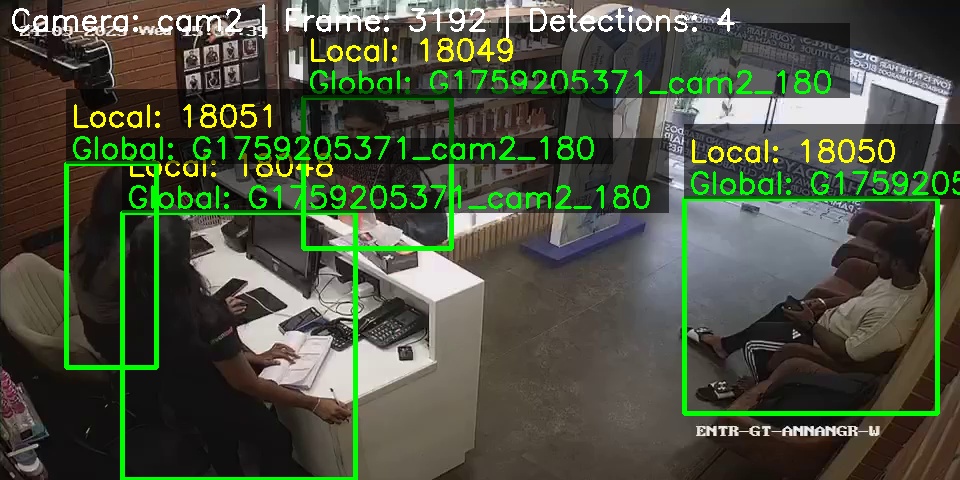 Camera: cam2 | Frame: 3192 | Detections: 4
Local: 18049
Global: G1759205371_cam2_180
Local: 18051
Global: G1759205371_cam2_180
Local: 18050
Global: G1759205
Local: 18048
Global: G1759205371_cam2_180
ENTR-GT-ANNANGR-W